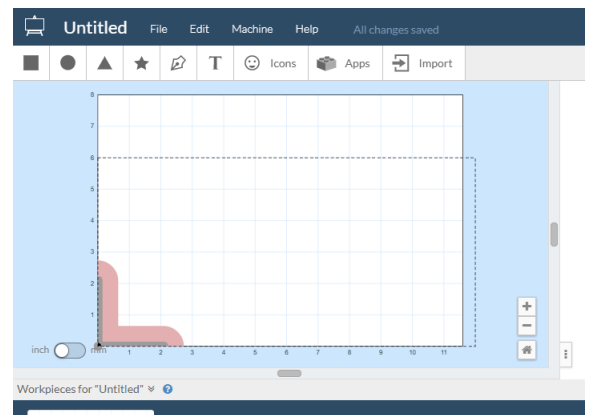 Untitled File Edit Machine Help All changes saved
T Icons Apps Import
8
7
6
5
4
3
2
1
inch mm 1 2 3 4 5 6 7 8 9 10 11
Workpieces for "Untitled" ?